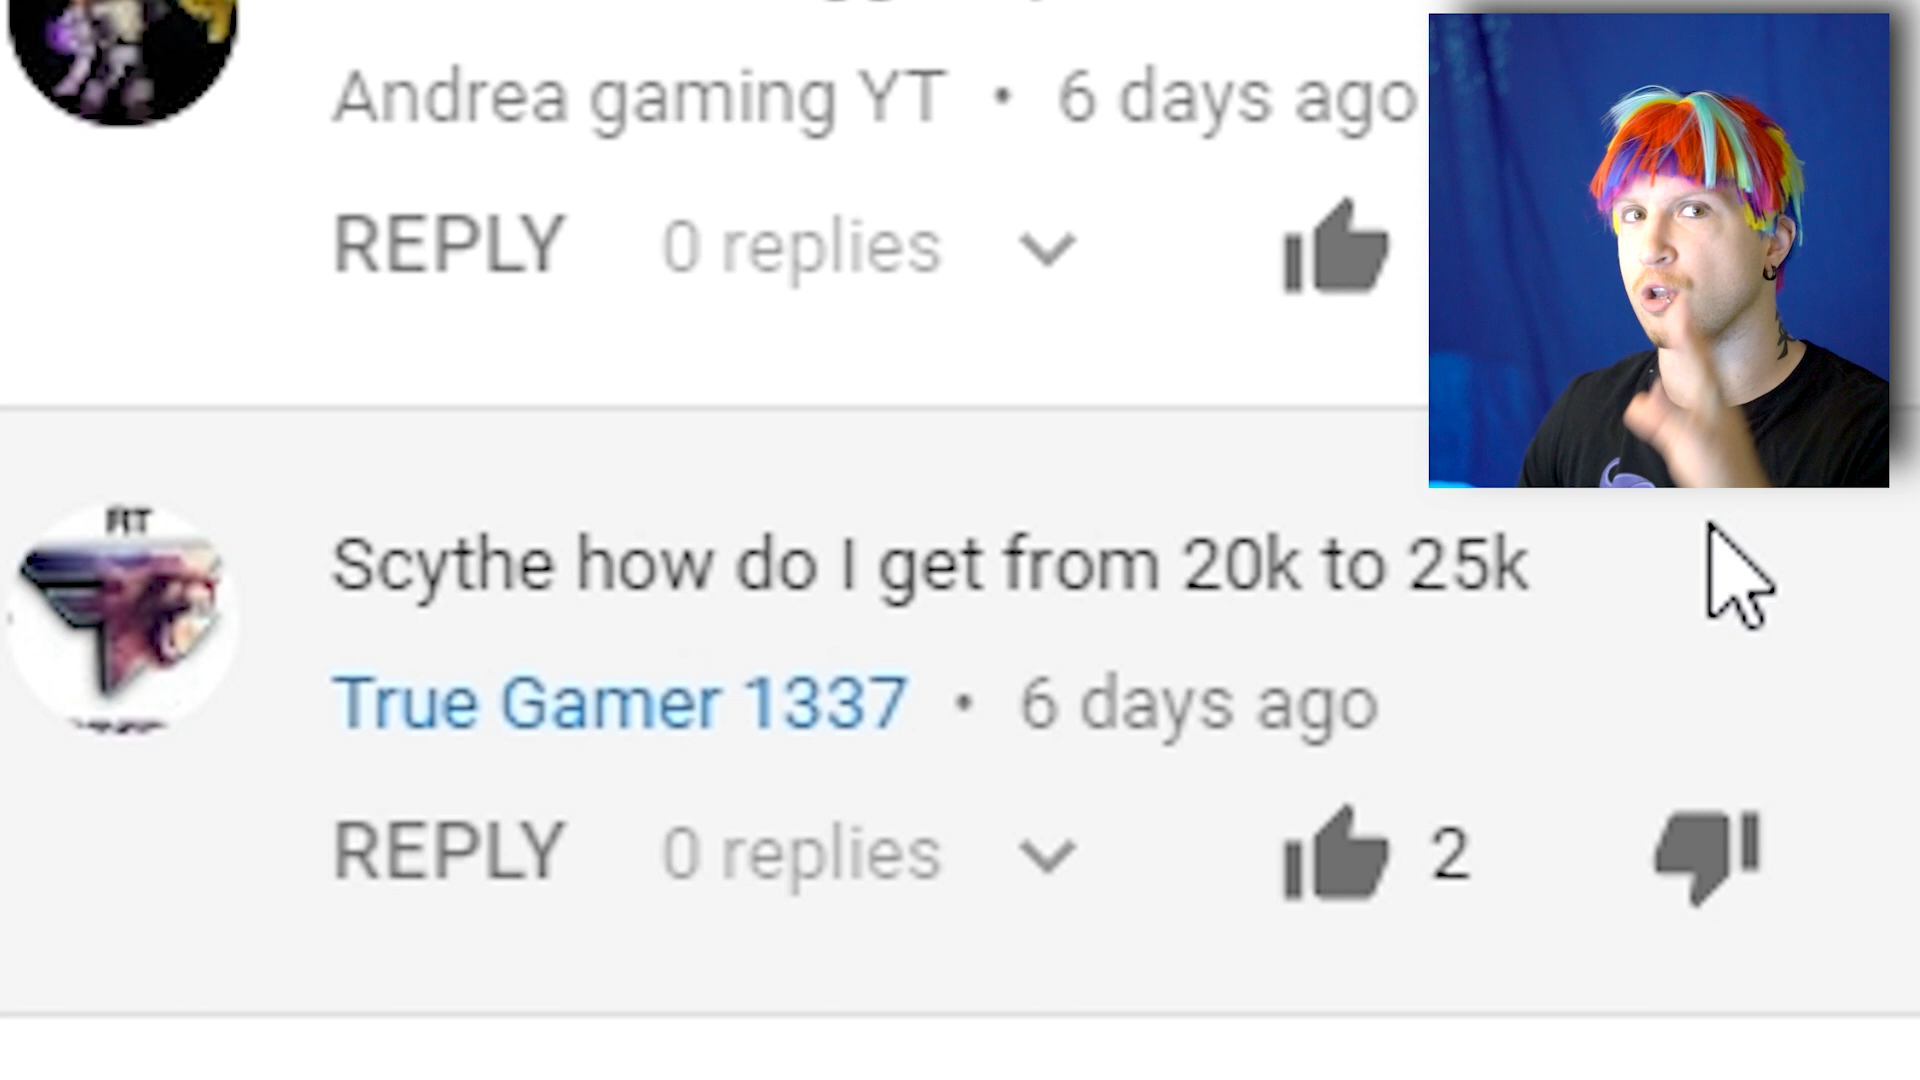 Andrea gaming YT • 6 days ago
REPLY 0 replies
RT
Scythe how do I get from 20k to 25k
True Gamer 1337 • 6 days ago
REPLY 0 replies 2